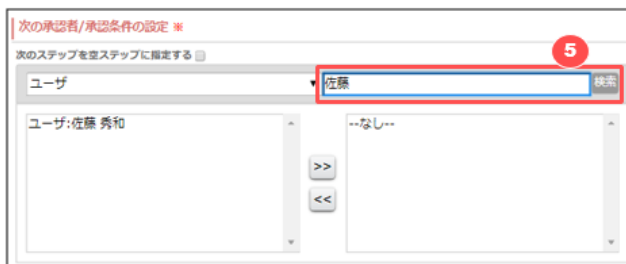 次の承認者/承認条件の設定 ※
次のステップを空ステップに指定する
5
ユーザ ▼ 佐藤 検索
ユーザ:佐藤 秀和 --なし--
>>
<<